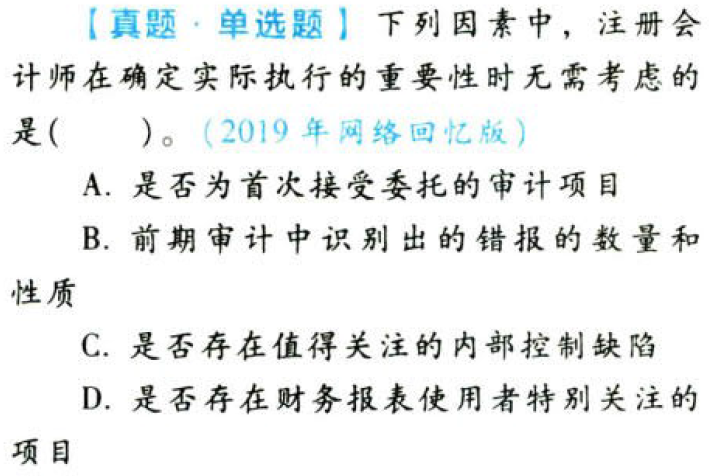 【真题·单选题】下列因素中，注册会
计师在确定实际执行的重要性时无需考虑的
是(　　)。(2019年网络回忆版)
A. 是否为首次接受委托的审计项目
B. 前期审计中识别出的错报的数量和
性质
C. 是否存在值得关注的内部控制缺陷
D. 是否存在财务报表使用者特别关注的
项目